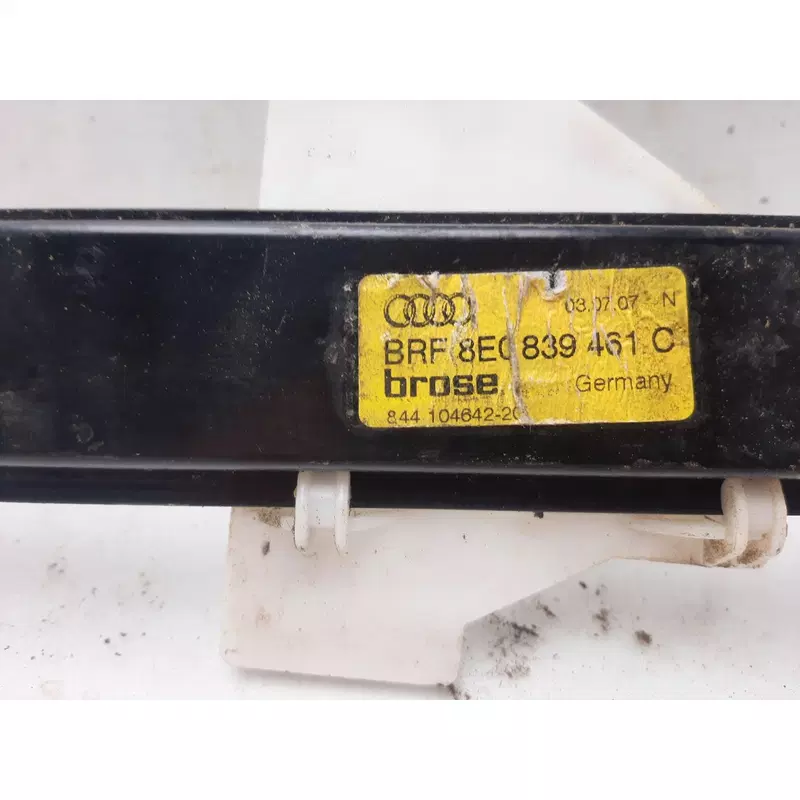 03.07.07 N
BRF 8E0 839 461 C
brose Germany
844 104642-20